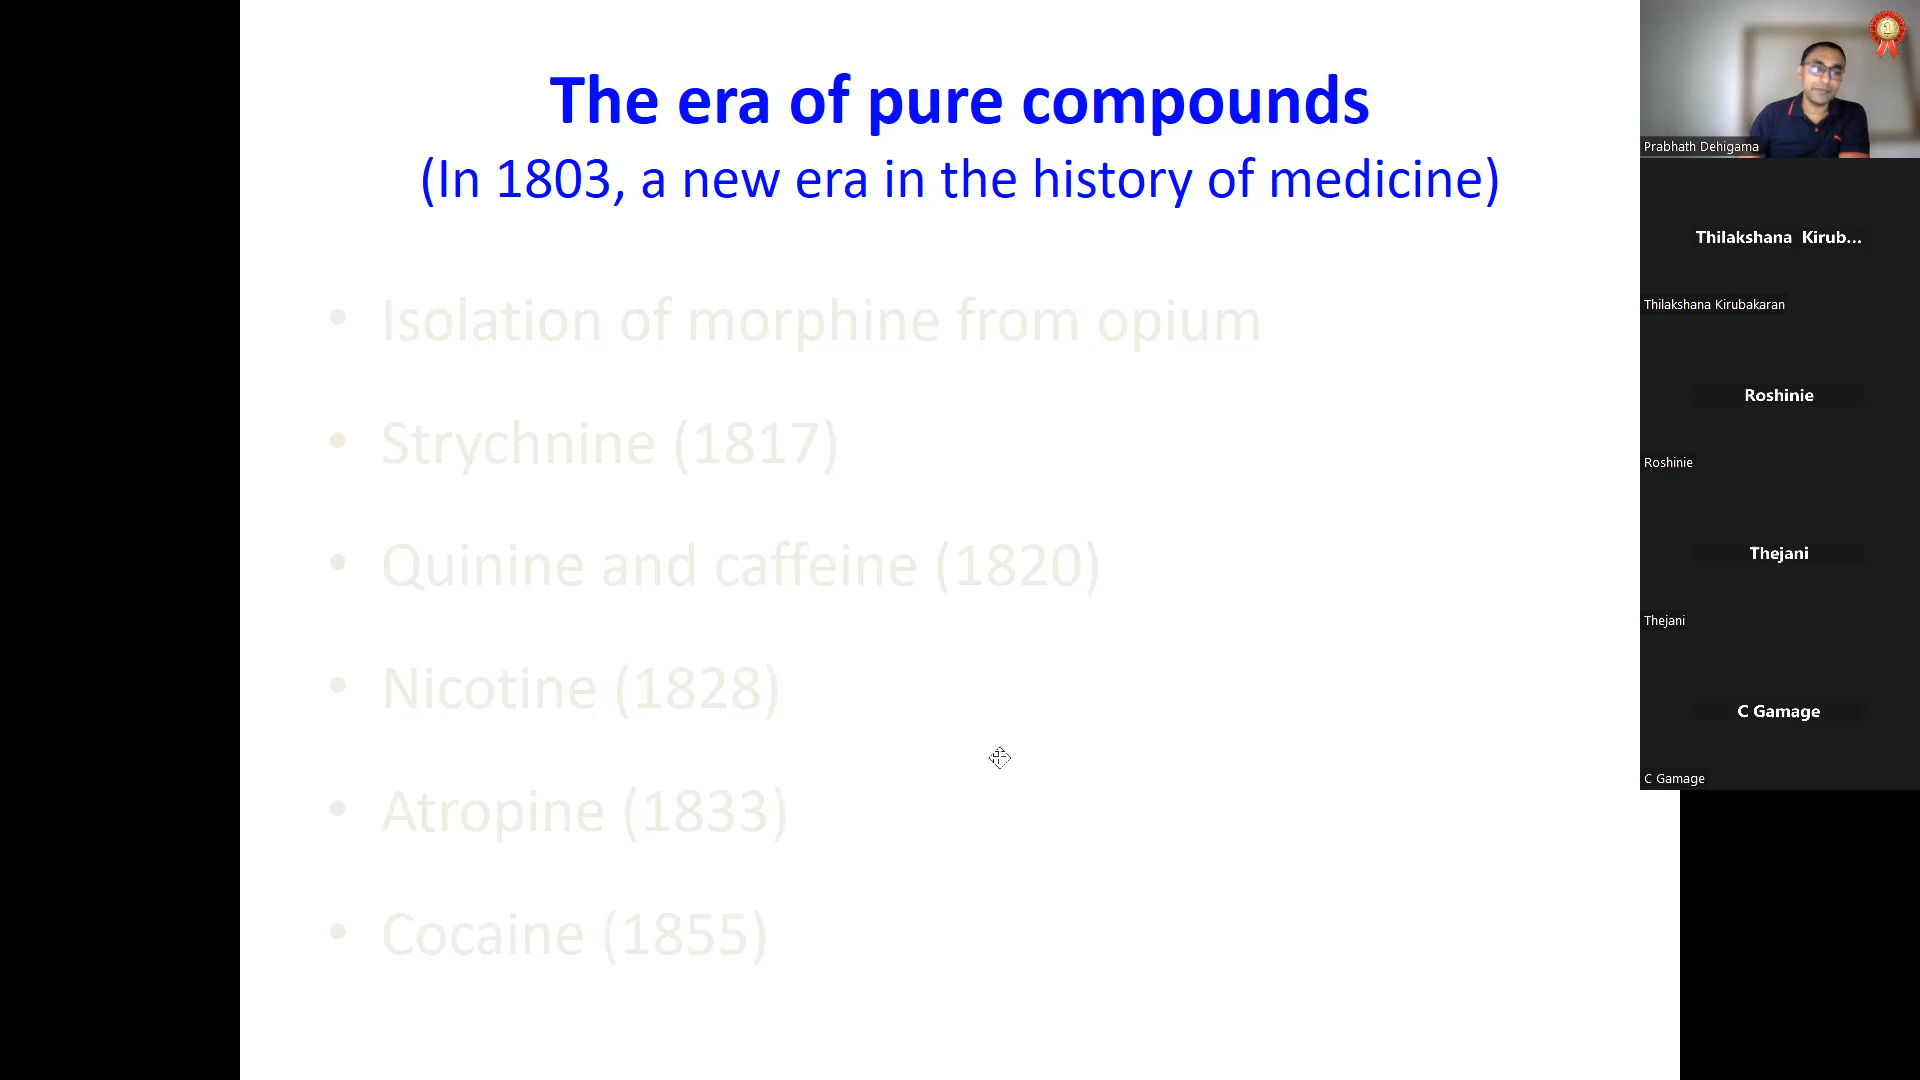 The era of pure compounds
(In 1803, a new era in the history of medicine)
• Isolation of morphine from opium
• Strychnine (1817)
• Quinine and caffeine (1820)
• Nicotine (1828)
• Atropine (1833)
• Cocaine (1855)
1
Prabhath Dehigama
Thilakshana Kirub...
Thilakshana Kirubakaran
Roshinie
Roshinie
Thejani
Thejani
C Gamage
C Gamage